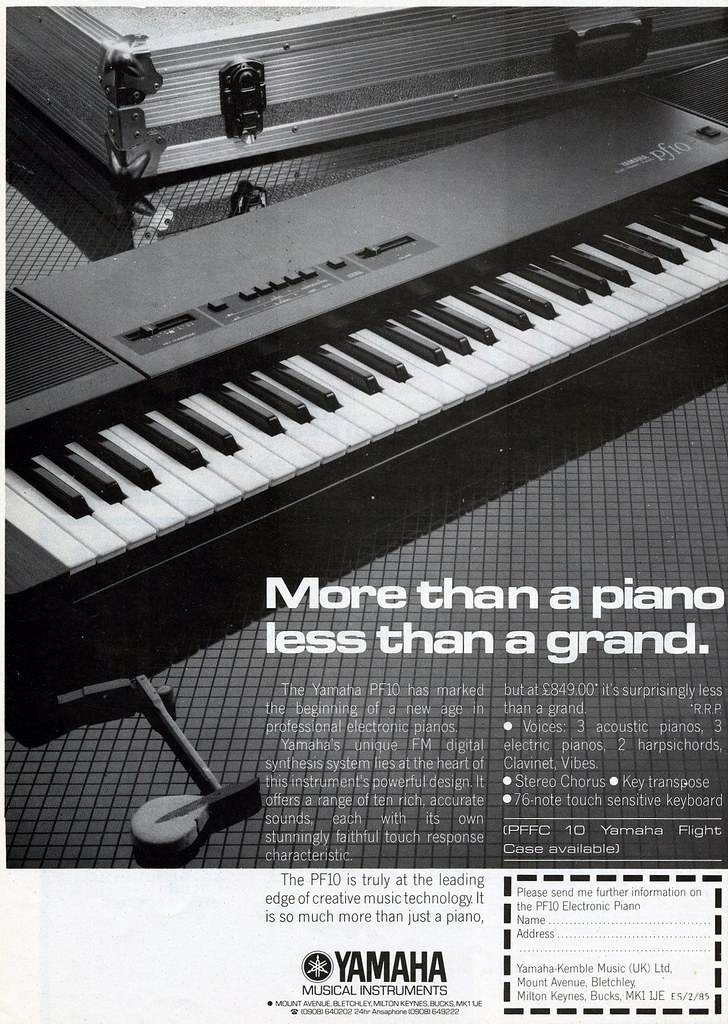 YAMAHA
pf10
More than a piano
less than a grand.
The Yamaha PF10 has marked
the beginning of a new age in
professional electronic pianos.
Yamaha's unique FM digital
synthesis system lies at the heart of
this instrument's powerful design. It
offers a range of ten rich, accurate
sounds, each with its own
stunningly faithful touch response
characteristic.
The PF10 is truly at the leading
edge of creative music technology. It
is so much more than just a piano,
but at £849.00* it's surprisingly less
than a grand. *R.R.P.
● Voices: 3 acoustic pianos, 3
electric pianos, 2 harpsichords,
Clavinet, Vibes.
● Stereo Chorus ● Key transpose
● 76-note touch sensitive keyboard
(PFFC 10 Yamaha Flight
Case available)
Please send me further information on
the PF10 Electronic Piano
Name
Address
Yamaha-Kemble Music (UK) Ltd,
Mount Avenue, Bletchley,
Milton Keynes, Bucks, MK1 1JE ES/2/85
YAMAHA
MUSICAL INSTRUMENTS
● MOUNT AVENUE, BLETCHLEY, MILTON KEYNES, BUCKS, MK1 1JE
☎ (0908) 640202 24hr Ansaphone (0908) 649222